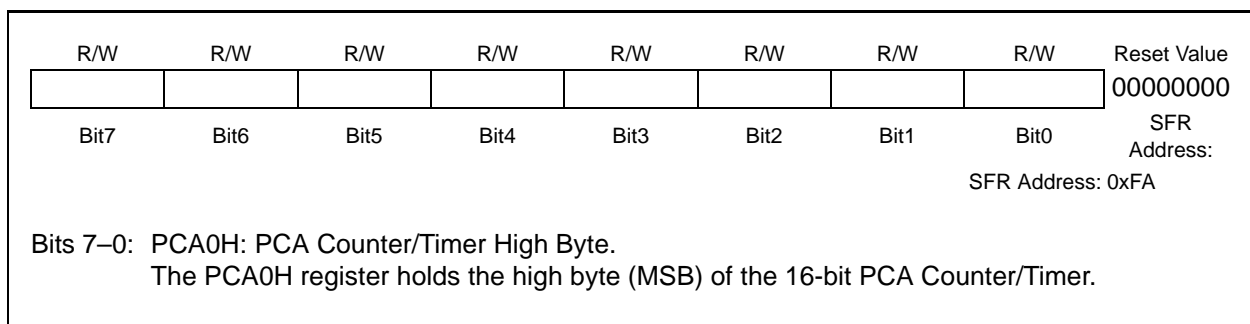 R/W R/W R/W R/W R/W R/W R/W R/W Reset Value
00000000
Bit7 Bit6 Bit5 Bit4 Bit3 Bit2 Bit1 Bit0 SFR
Address:
SFR Address: 0xFA
Bits 7–0: PCA0H: PCA Counter/Timer High Byte.
The PCA0H register holds the high byte (MSB) of the 16-bit PCA Counter/Timer.